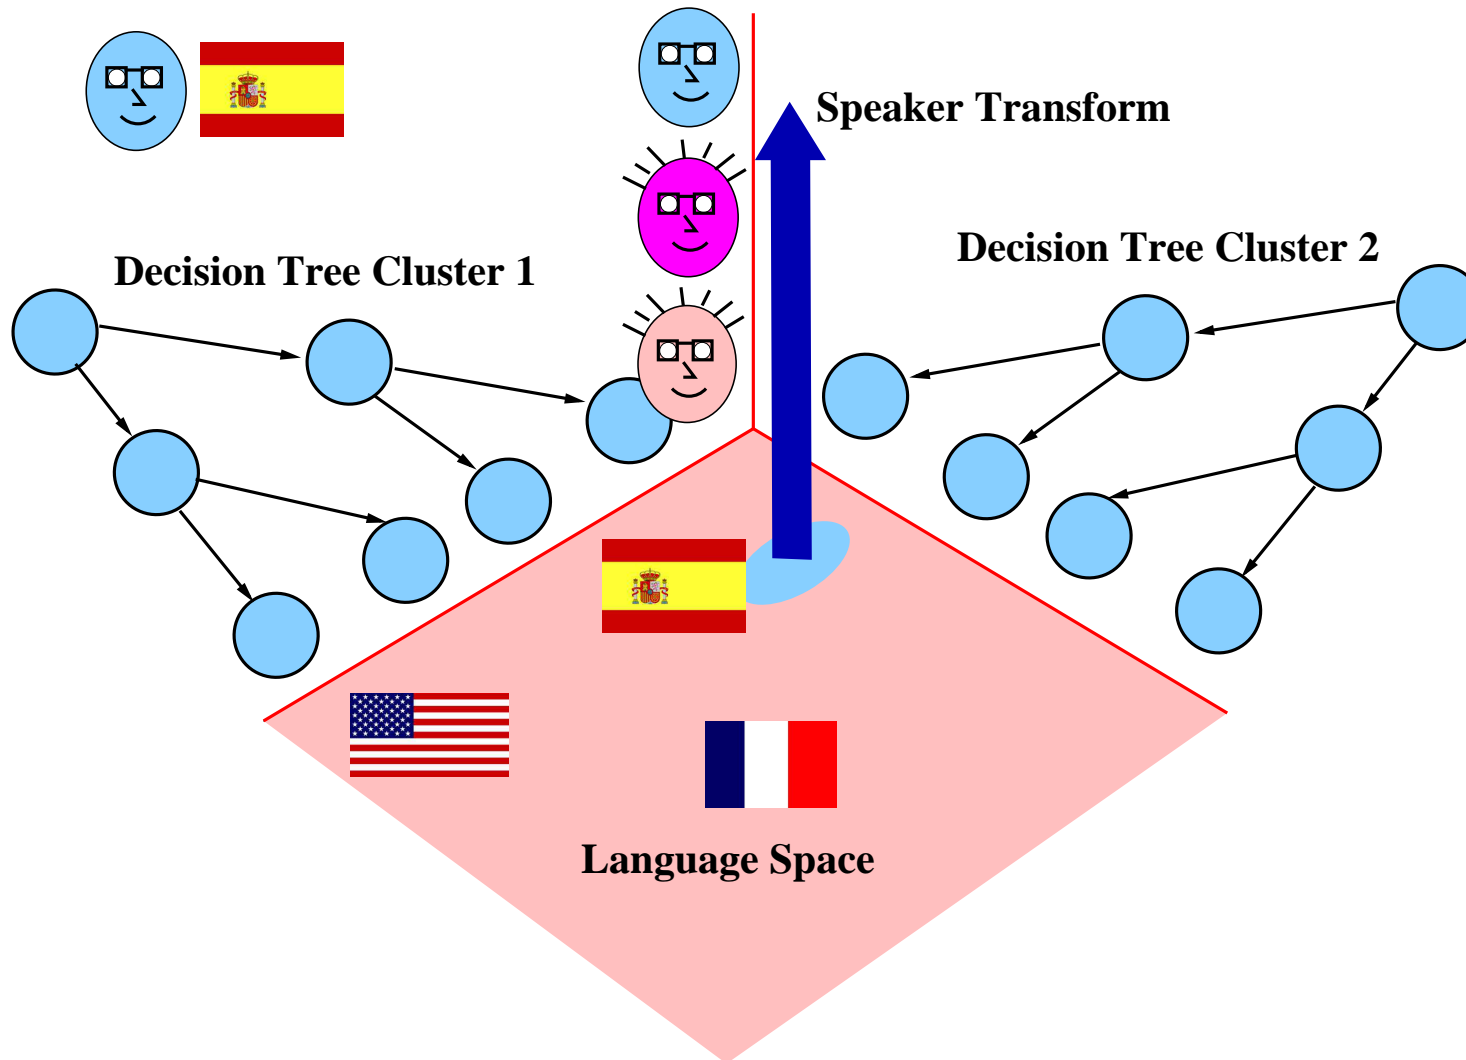 Speaker Transform
Decision Tree Cluster 1
Decision Tree Cluster 2
Language Space